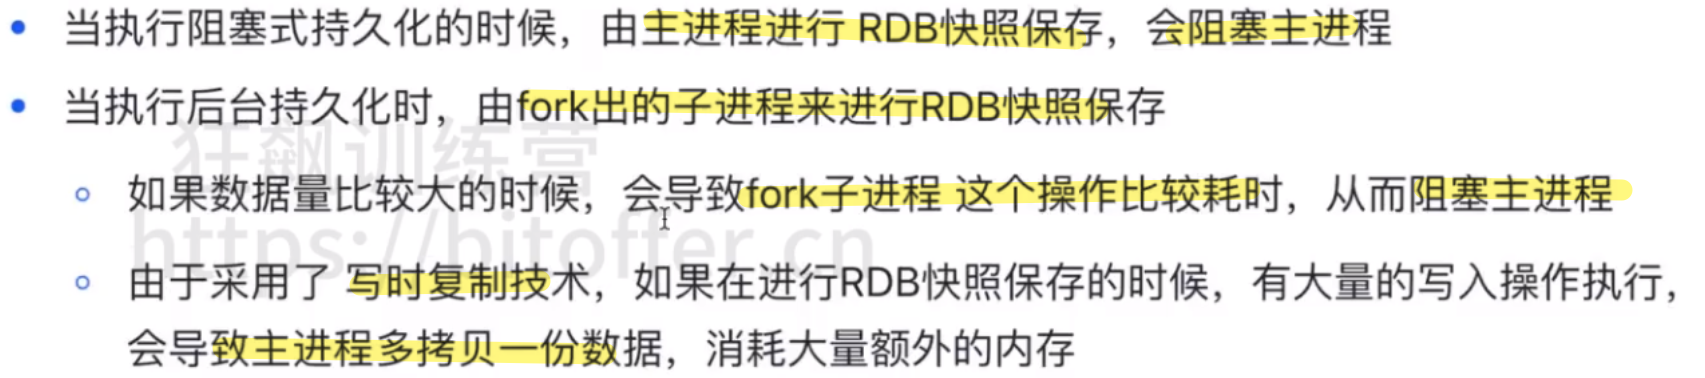 当执行阻塞式持久化的时候，由主进程进行 RDB快照保存，会阻塞主进程
当执行后台持久化时，由fork出的子进程来进行RDB快照保存
狂飙训练营
如果数据量比较大的时候，会导致fork子进程 这个操作比较耗时，从而阻塞主进程
https://bitoffer.cn
由于采用了 写时复制技术，如果在进行RDB快照保存的时候，有大量的写入操作执行，
会导致主进程多拷贝一份数据，消耗大量额外的内存